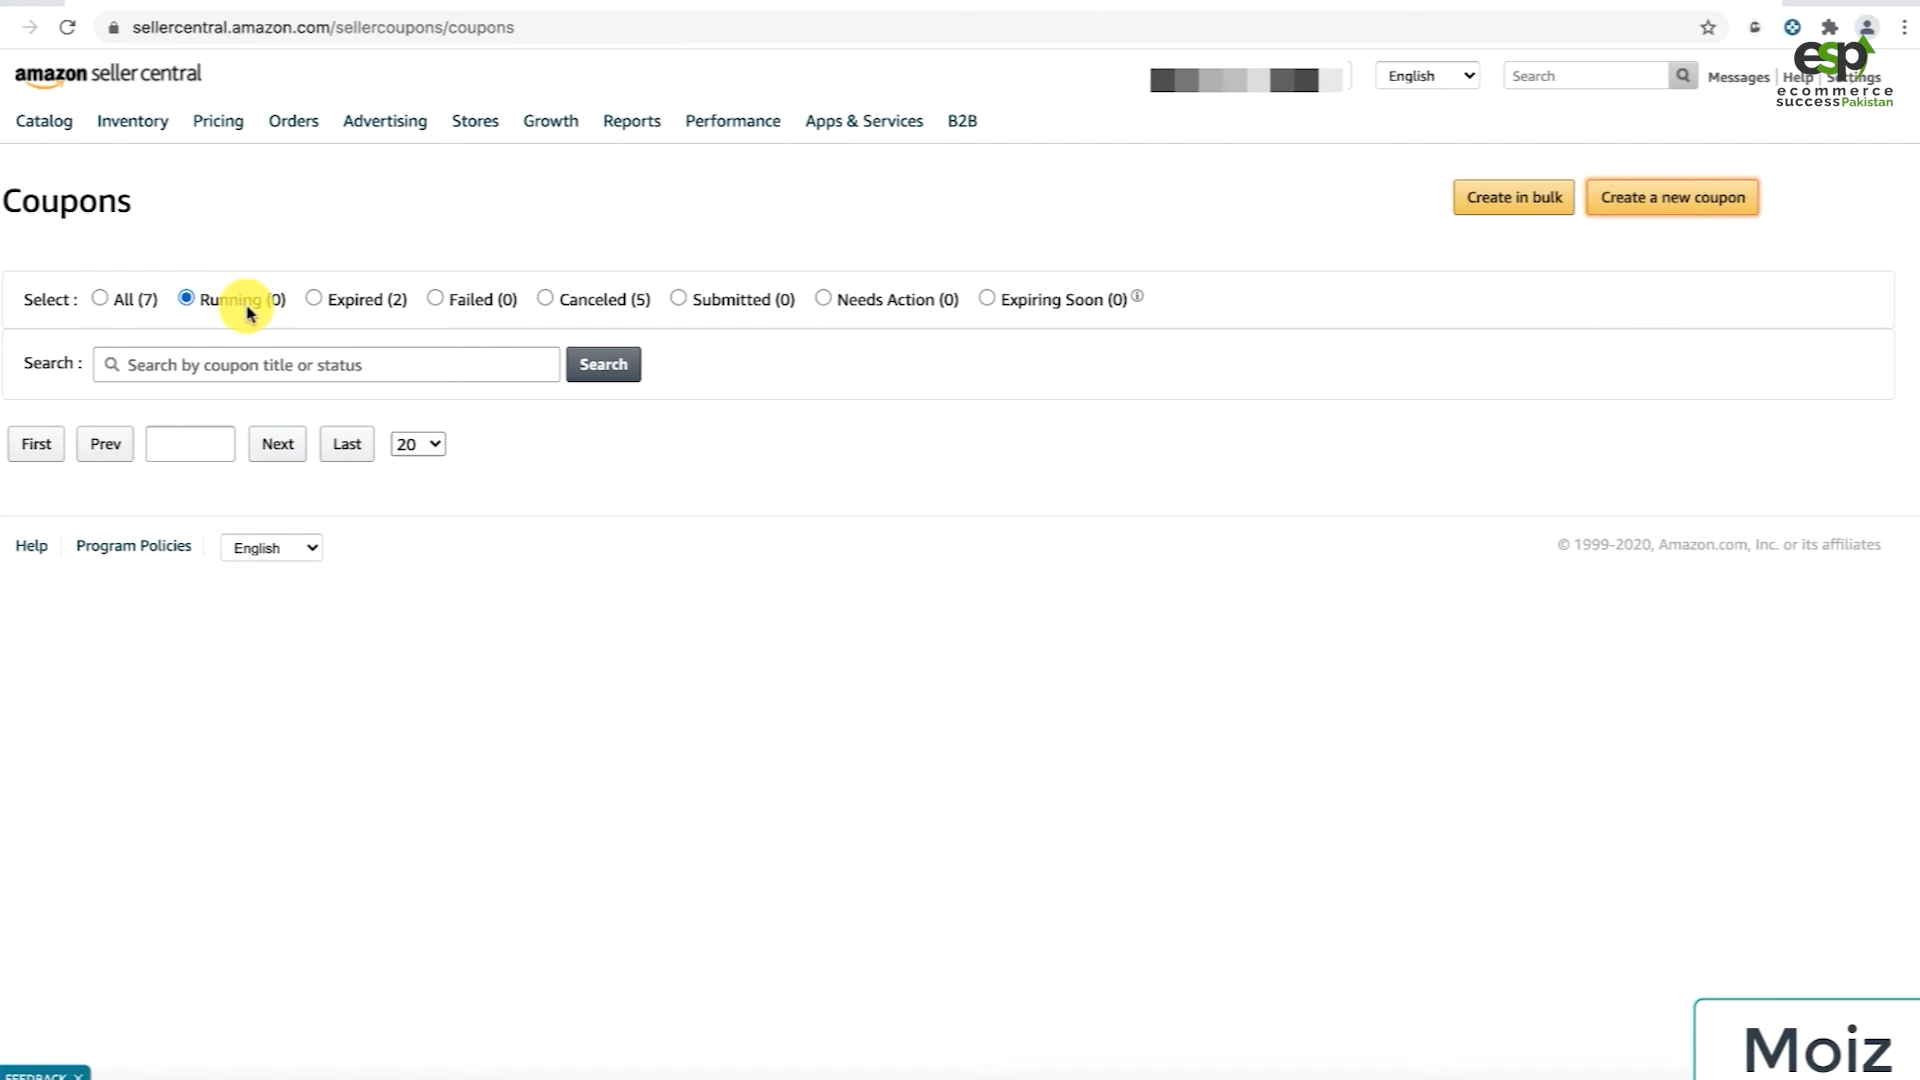 sellercentral.amazon.com/sellercoupons/coupons
amazon seller central
English
Search
Messages Help Settings
esp
ecommerce
successPakistan
Catalog Inventory Pricing Orders Advertising Stores Growth Reports Performance Apps & Services B2B
Coupons
Create in bulk Create a new coupon
Select : All (7) Running (0) Expired (2) Failed (0) Canceled (5) Submitted (0) Needs Action (0) Expiring Soon (0)
Search : Search by coupon title or status Search
First Prev Next Last 20
Help Program Policies English © 1999-2020, Amazon.com, Inc. or its affiliates
Moiz
FEEDBACK X